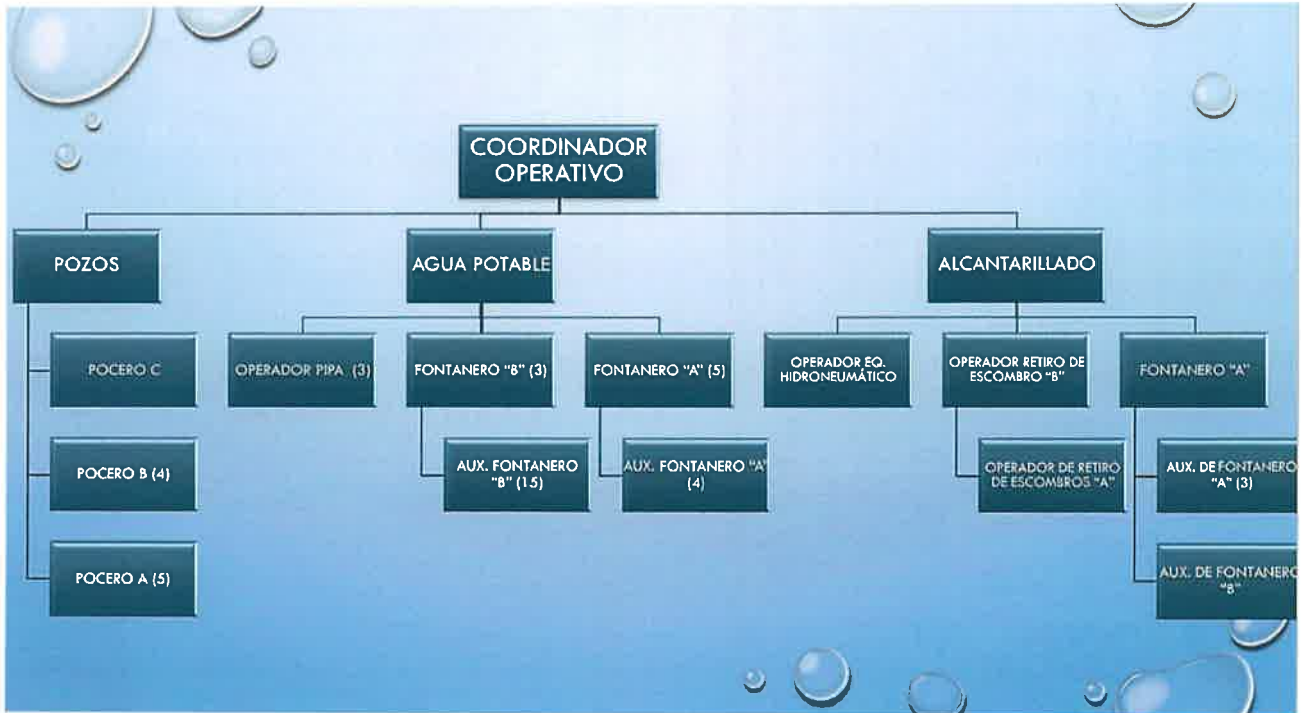 COORDINADOR
OPERATIVO
POZOS
AGUA POTABLE
ALCANTARILLADO
POCERO C
OPERADOR PIPA (3)
FONTANERO "B" (3)
FONTANERO "A" (5)
OPERADOR EQ.
HIDRONEUMÁTICO
OPERADOR RETIRO DE
ESCOMBRO "B"
FONTANERO "A"
POCERO B (4)
AUX. FONTANERO
"B" (15)
AUX. FONTANERO "A"
(4)
OPERADOR DE RETIRO
DE ESCOMBROS "A"
AUX. DE FONTANERO
"A" (3)
POCERO A (5)
AUX. DE FONTANERO
"B"